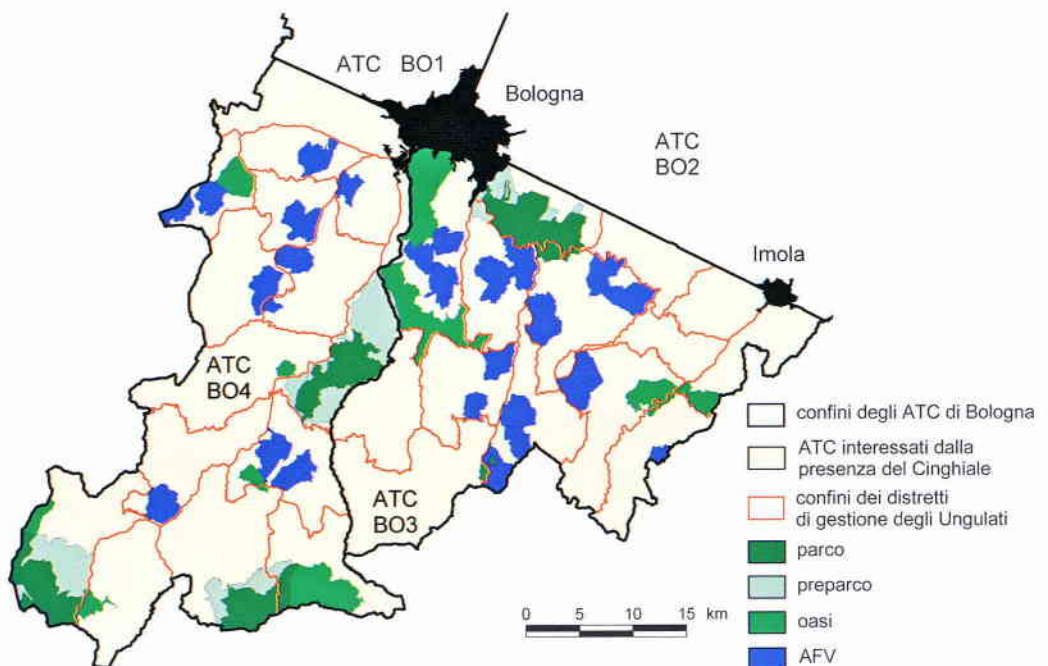 ATC BO1
Bologna
ATC
BO2
Imola
ATC
BO4
ATC
BO3
confini degli ATC di Bologna
ATC interessati dalla
presenza del Cinghiale
confini dei distretti
di gestione degli Ungulati
parco
preparco
oasi
AFV
0 5 10 15 km